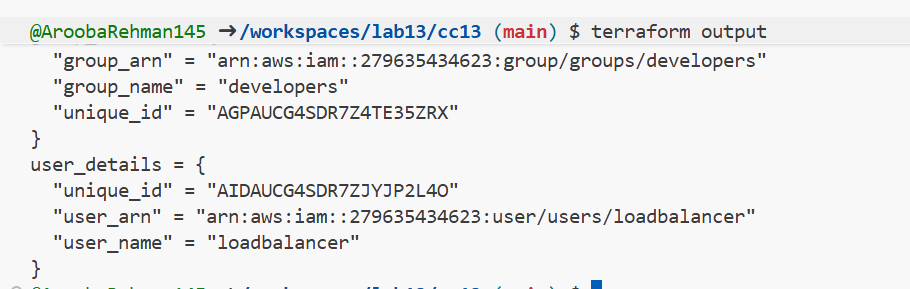 @AroobaRehman145 ➜/workspaces/lab13/cc13 (main) $ terraform output
"group_arn" = "arn:aws:iam::279635434623:group/groups/developers"
"group_name" = "developers"
"unique_id" = "AGPAUCG4SDR7Z4TE35ZRX"
}
user_details = {
"unique_id" = "AIDAUCG4SDR7ZJYJP2L4O"
"user_arn" = "arn:aws:iam::279635434623:user/users/loadbalancer"
"user_name" = "loadbalancer"
}